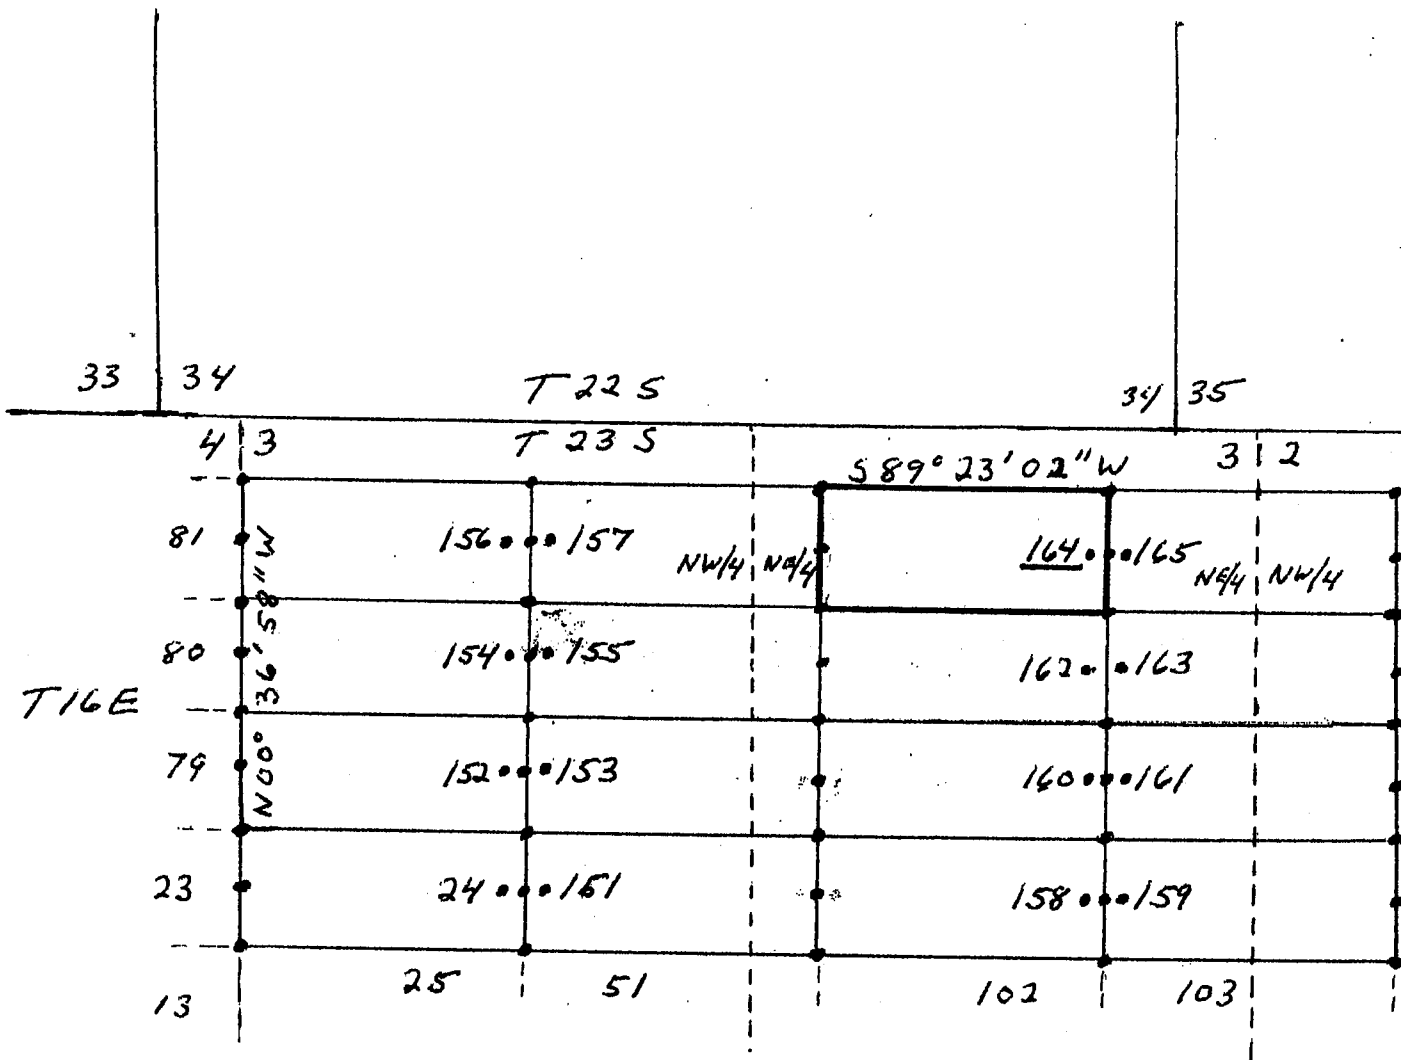 33 34 T 22 S 34 35
4 3 T 23 S 3 2
S 89° 23' 02" W
81 156 157 NW/4 NE/4 164 165 NE/4 NW/4
N00° 36' 58" W
80 154 155 162 163
T16E
79 152 153 160 161
23 24 151 158 159
25 51 102 103
13